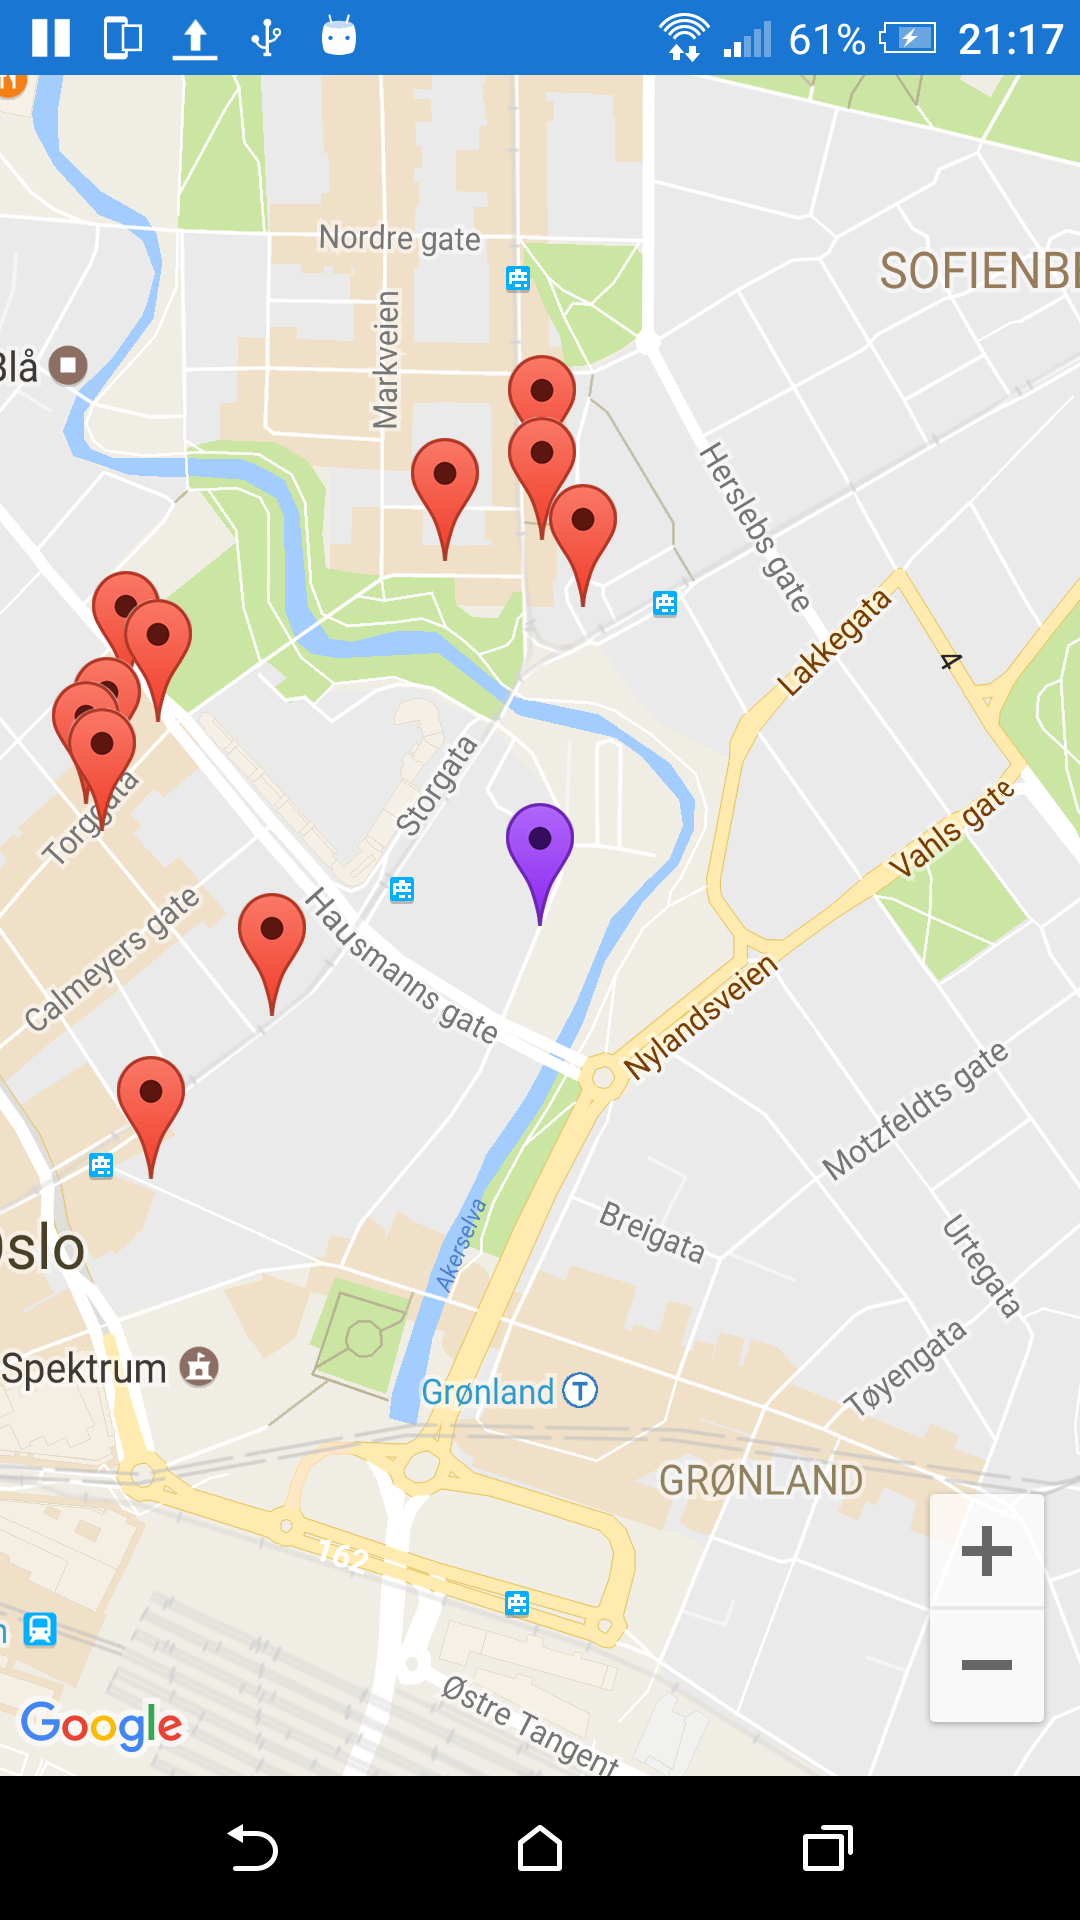 61%
21:17
Nordre gate
SOFIENBE
Markveien
Blå
Herslebs gate
Lakkegata
4
Storgata
Torggata
Vahls gate
Calmeyers gate
Hausmanns gate
Nylandsveien
Motzfeldts gate
Akerselva
Breigata
Urtegata
Oslo
Spektrum
Grønland
T
Tøyengata
GRØNLAND
162
n
Østre Tangent
Google